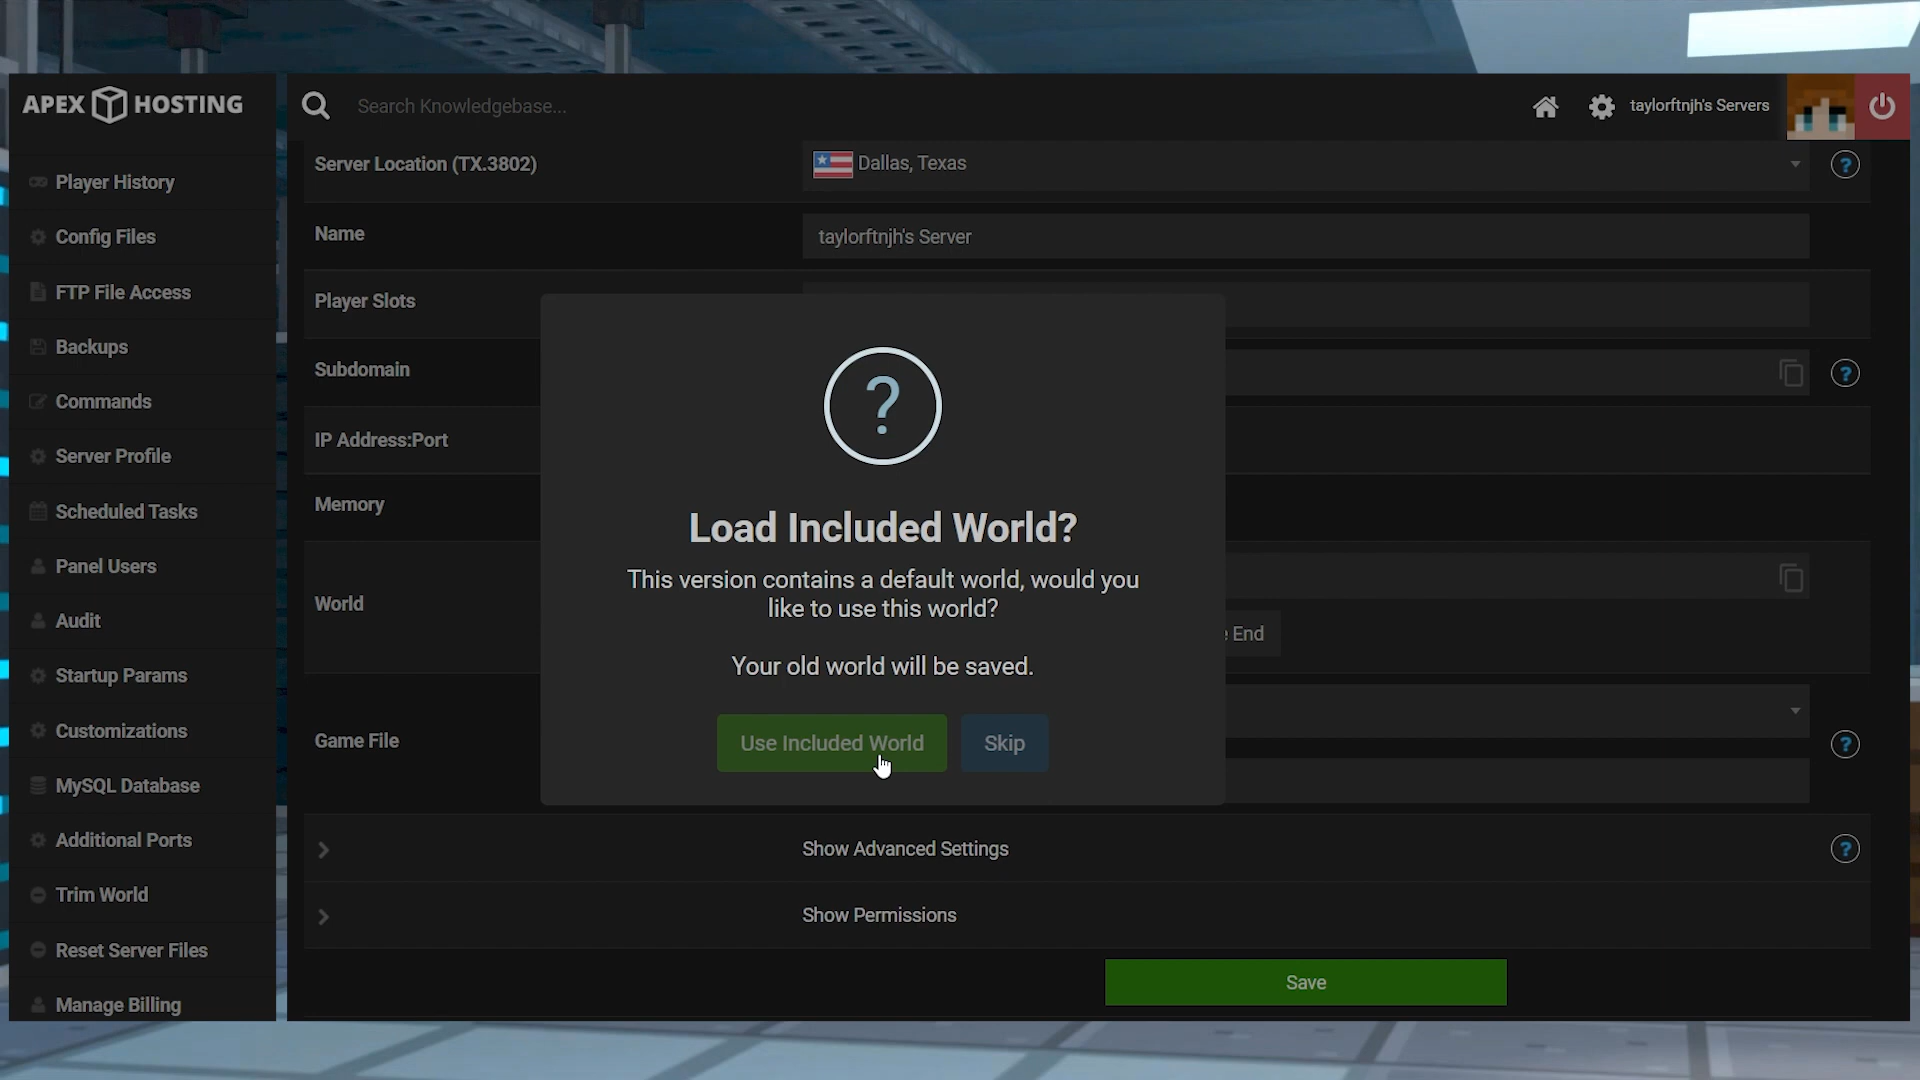 APEX HOSTING
Search Knowledgebase...
taylorftnjh's Servers
Player History
Config Files
FTP File Access
Backups
Commands
Server Profile
Scheduled Tasks
Panel Users
Audit
Startup Params
Customizations
MySQL Database
Additional Ports
Trim World
Reset Server Files
Manage Billing
Server Location (TX.3802)
Dallas, Texas
?
Name
taylorftnjh's Server
Player Slots
Subdomain
?
IP Address:Port
Memory
World
End
Game File
?
?
Load Included World?
This version contains a default world, would you
like to use this world?
Your old world will be saved.
Use Included World
Skip
Show Advanced Settings
?
Show Permissions
Save